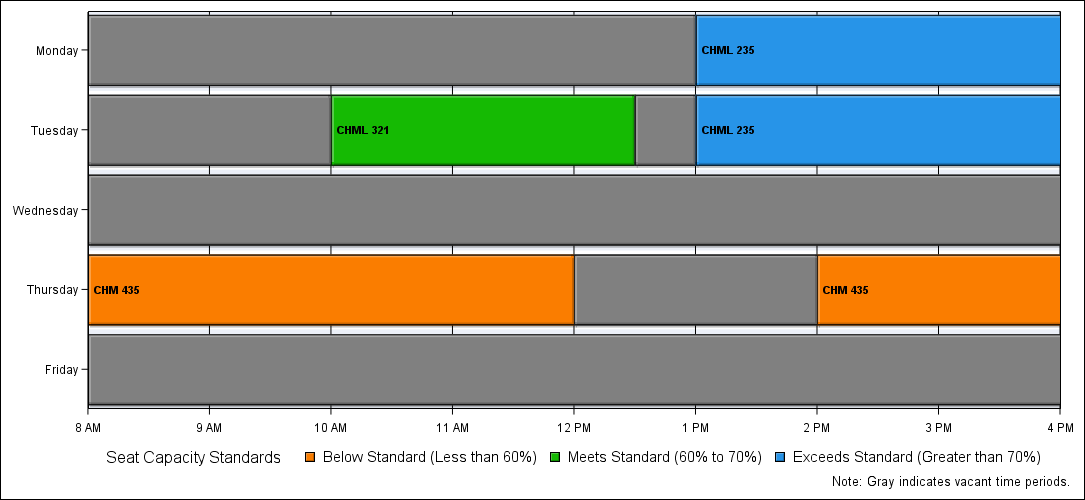 Monday
CHML 235
Tuesday
CHML 321
CHML 235
Wednesday
Thursday
CHM 435
CHM 435
Friday
8 AM 9 AM 10 AM 11 AM 12 PM 1 PM 2 PM 3 PM 4 PM
Seat Capacity Standards Below Standard (Less than 60%) Meets Standard (60% to 70%) Exceeds Standard (Greater than 70%)
Note: Gray indicates vacant time periods.